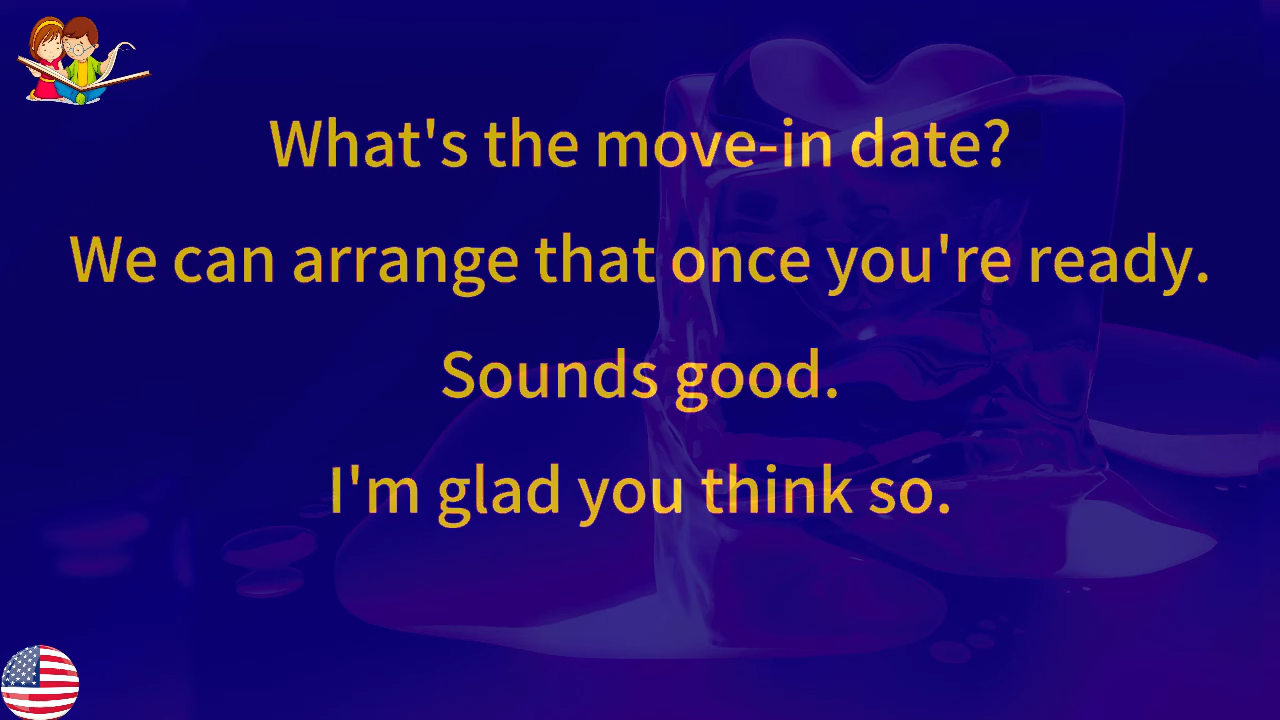 What's the move-in date?
We can arrange that once you're ready.
Sounds good.
I'm glad you think so.